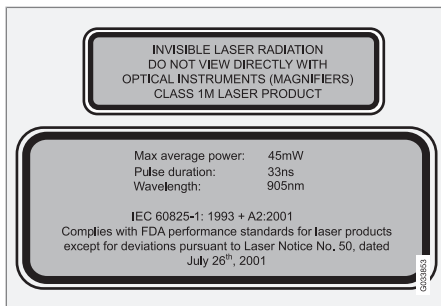 INVISIBLE LASER RADIATION
DO NOT VIEW DIRECTLY WITH
OPTICAL INSTRUMENTS (MAGNIFIERS)
CLASS 1M LASER PRODUCT
Max average power: 45mW
Pulse duration: 33ns
Wavelength: 905nm
IEC 60825-1: 1993 + A2:2001
Complies with FDA performance standards for laser products
except for deviations pursuant to Laser Notice No. 50, dated
July 26th, 2001
G033853